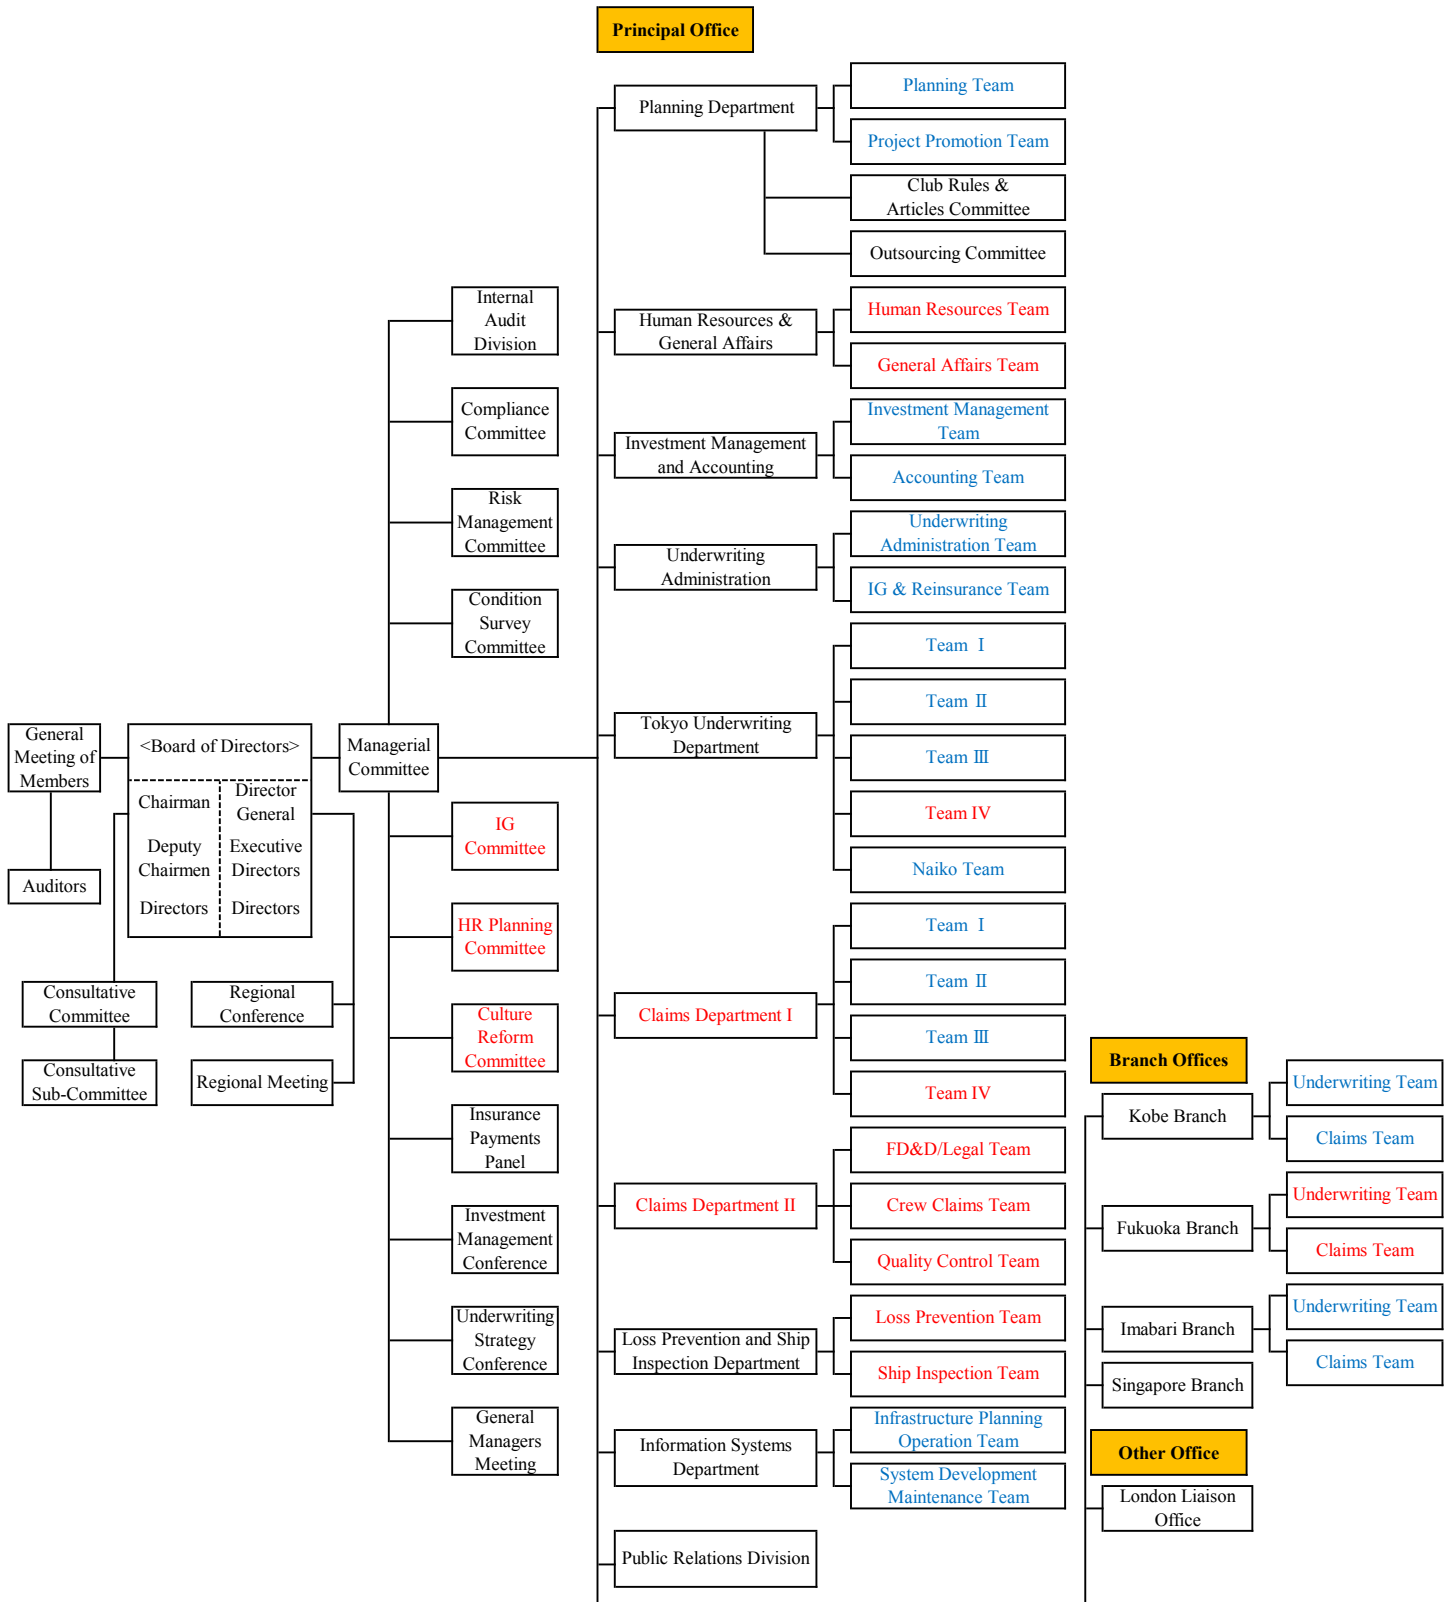 Principal Office
Planning Department
Planning Team
Project Promotion Team
Club Rules &
Articles Committee
Outsourcing Committee
Human Resources &
General Affairs
Human Resources Team
General Affairs Team
Investment Management
and Accounting
Investment Management
Team
Accounting Team
Underwriting
Administration
Underwriting
Administration Team
IG & Reinsurance Team
Tokyo Underwriting
Department
Team Ⅰ
Team Ⅱ
Team Ⅲ
Team IV
Naiko Team
Claims Department I
Team Ⅰ
Team Ⅱ
Team Ⅲ
Team IV
Claims Department II
FD&D/Legal Team
Crew Claims Team
Quality Control Team
Loss Prevention and Ship
Inspection Department
Loss Prevention Team
Ship Inspection Team
Information Systems
Department
Infrastructure Planning
Operation Team
System Development
Maintenance Team
Public Relations Division
Internal
Audit
Division
Compliance
Committee
Risk
Management
Committee
Condition
Survey
Committee
General
Meeting of
Members
Auditors
<Board of Directors>
Chairman
Deputy
Chairmen
Directors
Director
General
Executive
Directors
Directors
Managerial
Committee
Consultative
Committee
Consultative
Sub-Committee
Regional
Conference
Regional Meeting
IG
Committee
HR Planning
Committee
Culture
Reform
Committee
Insurance
Payments
Panel
Investment
Management
Conference
Underwriting
Strategy
Conference
General
Managers
Meeting
Branch Offices
Kobe Branch
Underwriting Team
Claims Team
Fukuoka Branch
Underwriting Team
Claims Team
Imabari Branch
Underwriting Team
Claims Team
Singapore Branch
Other Office
London Liaison
Office